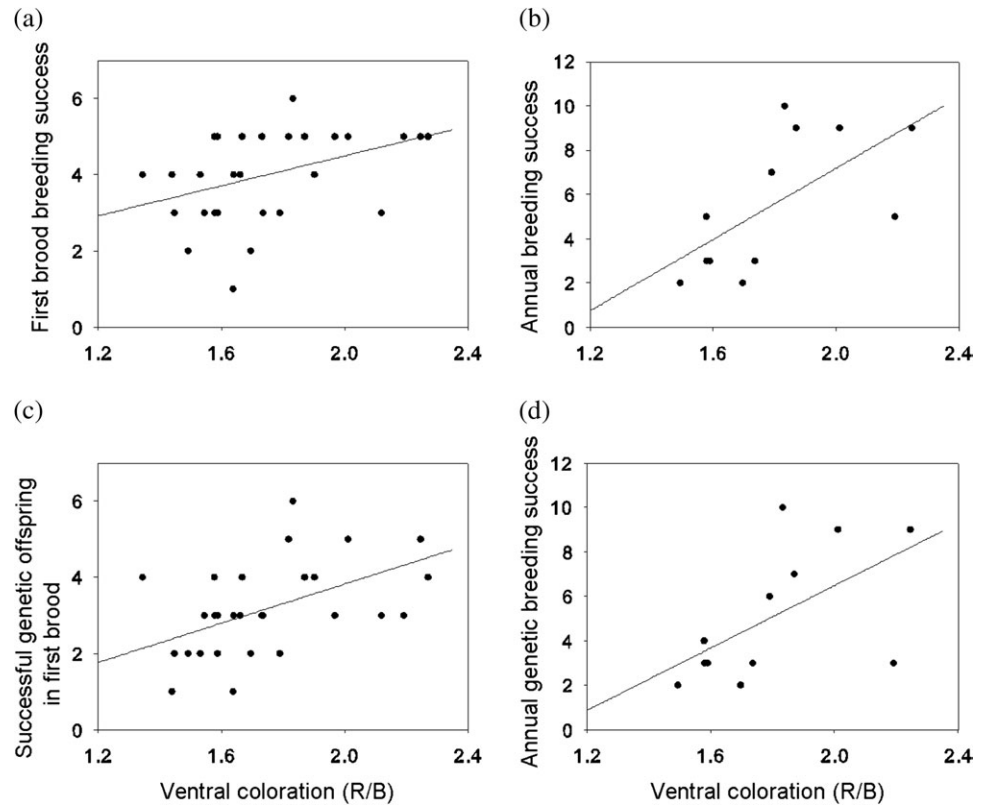 (a)
First brood breeding success
6
4
2
0
1.2 1.6 2.0 2.4
(b)
Annual breeding success
12
10
8
6
4
2
0
1.2 1.6 2.0 2.4
(c)
Successful genetic offspring
in first brood
6
4
2
0
1.2 1.6 2.0 2.4
Ventral coloration (R/B)
(d)
Annual genetic breeding success
12
10
8
6
4
2
0
1.2 1.6 2.0 2.4
Ventral coloration (R/B)